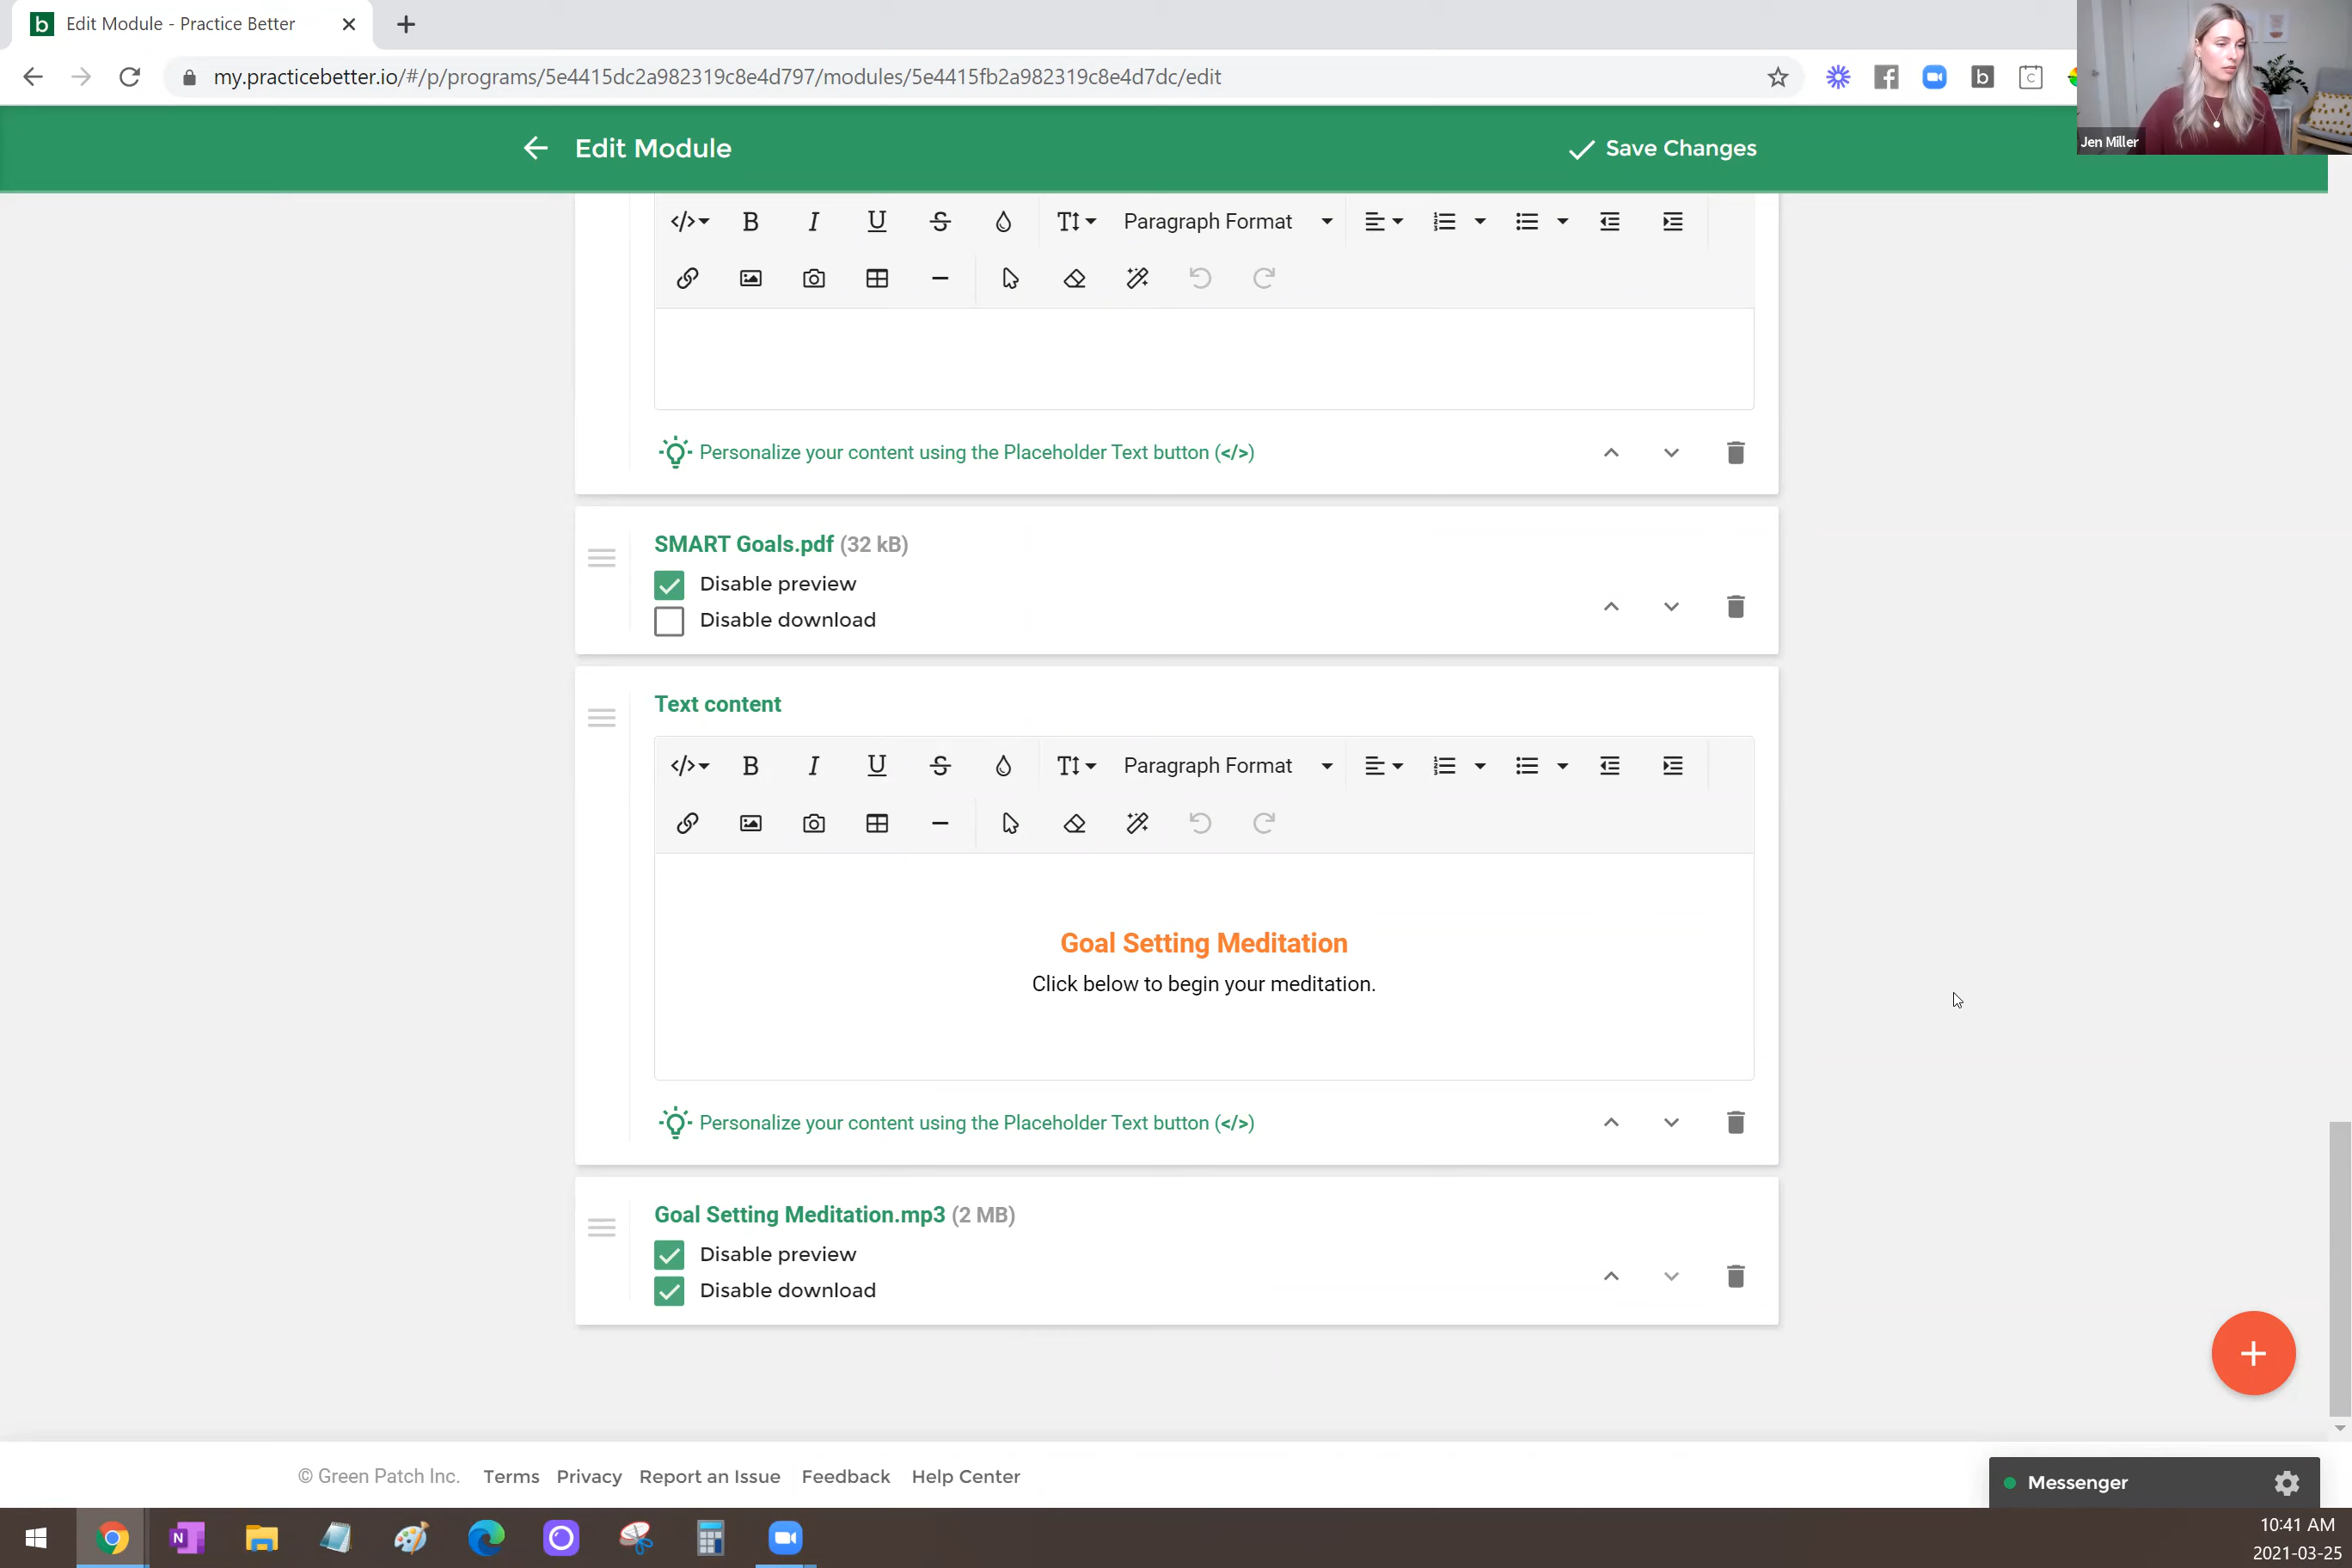 Edit Module - Practice Better
my.practicebetter.io/#/p/programs/5e4415dc2a982319c8e4d797/modules/5e4415fb2a982319c8e4d7dc/edit
Jen Miller
Edit Module
Save Changes
Paragraph Format
Personalize your content using the Placeholder Text button (</>)
SMART Goals.pdf (32 kB)
Disable preview
Disable download
Text content
Paragraph Format
Goal Setting Meditation
Click below to begin your meditation.
Personalize your content using the Placeholder Text button (</>)
Goal Setting Meditation.mp3 (2 MB)
Disable preview
Disable download
© Green Patch Inc. Terms Privacy Report an Issue Feedback Help Center
Messenger
10:41 AM
2021-03-25